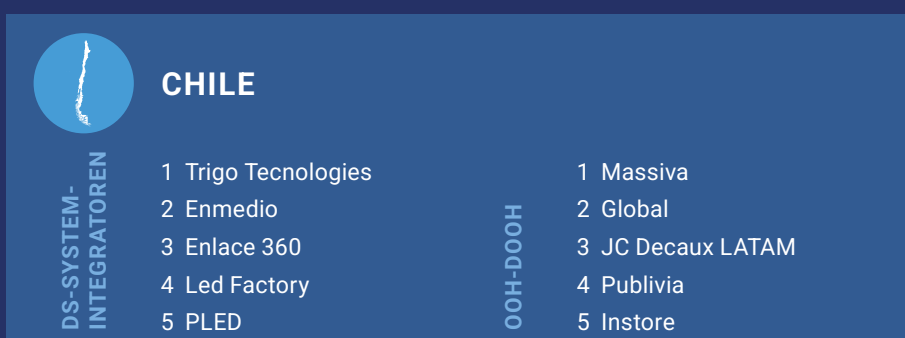 CHILE
DS-SYSTEM-
INTEGRATOREN
1 Trigo Tecnologies
2 Enmedio
3 Enlace 360
4 Led Factory
5 PLED
OOH-DOOH
1 Massiva
2 Global
3 JC Decaux LATAM
4 Publivia
5 Instore